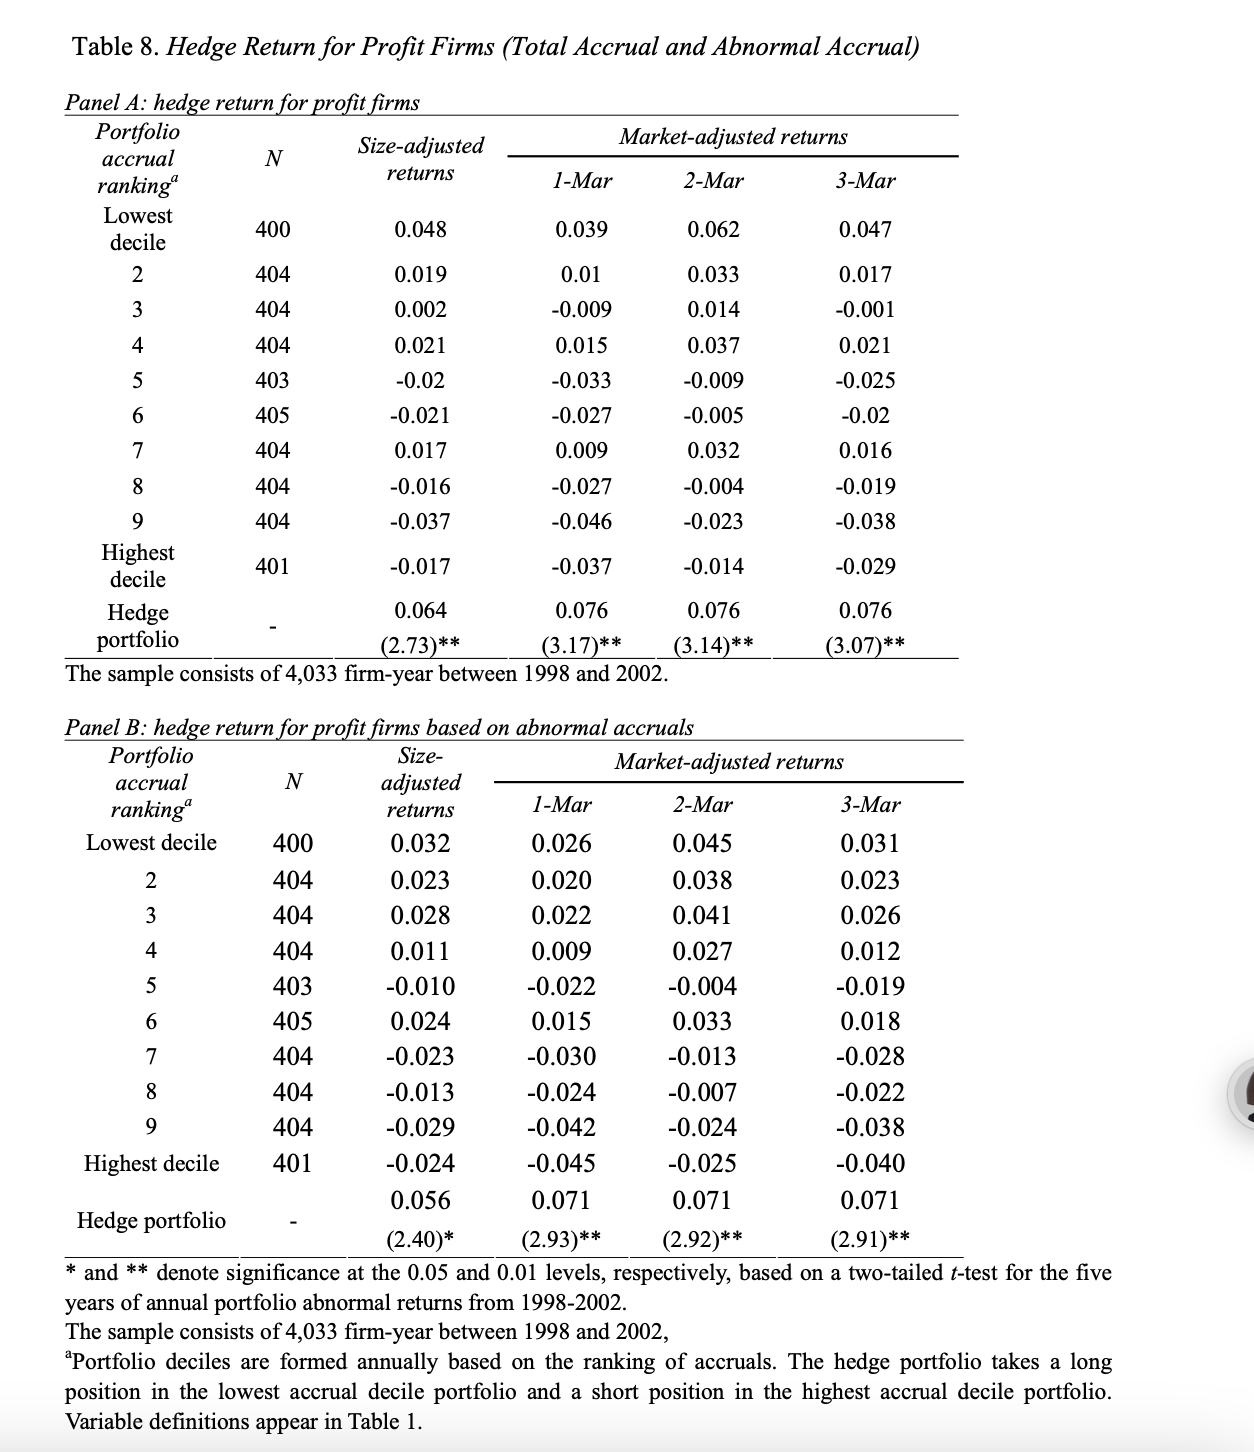 Table 8. Hedge Return for Profit Firms (Total Accrual and Abnormal Accrual)
Panel A: hedge return for profit firms
Portfolio accrual rankingᵃ N Size-adjusted returns Market-adjusted returns
1-Mar 2-Mar 3-Mar
Lowest decile 400 0.048 0.039 0.062 0.047
2 404 0.019 0.01 0.033 0.017
3 404 0.002 -0.009 0.014 -0.001
4 404 0.021 0.015 0.037 0.021
5 403 -0.02 -0.033 -0.009 -0.025
6 405 -0.021 -0.027 -0.005 -0.02
7 404 0.017 0.009 0.032 0.016
8 404 -0.016 -0.027 -0.004 -0.019
9 404 -0.037 -0.046 -0.023 -0.038
Highest decile 401 -0.017 -0.037 -0.014 -0.029
Hedge portfolio - 0.064 0.076 0.076 0.076
(2.73)** (3.17)** (3.14)** (3.07)**
The sample consists of 4,033 firm-year between 1998 and 2002.
Panel B: hedge return for profit firms based on abnormal accruals
Portfolio accrual rankingᵃ N Size-adjusted returns Market-adjusted returns
1-Mar 2-Mar 3-Mar
Lowest decile 400 0.032 0.026 0.045 0.031
2 404 0.023 0.020 0.038 0.023
3 404 0.028 0.022 0.041 0.026
4 404 0.011 0.009 0.027 0.012
5 403 -0.010 -0.022 -0.004 -0.019
6 405 0.024 0.015 0.033 0.018
7 404 -0.023 -0.030 -0.013 -0.028
8 404 -0.013 -0.024 -0.007 -0.022
9 404 -0.029 -0.042 -0.024 -0.038
Highest decile 401 -0.024 -0.045 -0.025 -0.040
Hedge portfolio - 0.056 0.071 0.071 0.071
(2.40)* (2.93)** (2.92)** (2.91)**
* and ** denote significance at the 0.05 and 0.01 levels, respectively, based on a two-tailed t-test for the five
years of annual portfolio abnormal returns from 1998-2002.
The sample consists of 4,033 firm-year between 1998 and 2002,
ᵃPortfolio deciles are formed annually based on the ranking of accruals. The hedge portfolio takes a long
position in the lowest accrual decile portfolio and a short position in the highest accrual decile portfolio.
Variable definitions appear in Table 1.